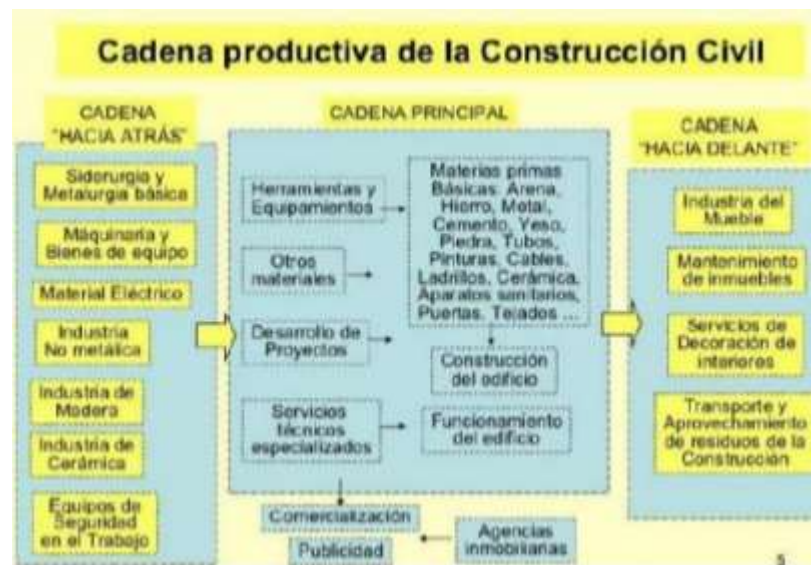 Cadena productiva de la Construcción Civil
CADENA
"HACIA ATRÁS"
Siderurgia y
Metalurgia básica
Máquinaria y
Bienes de equipo
Material Eléctrico
Industria
No metálica
Industria de
Madera
Industria de
Cerámica
Equipos de
Seguridad
en el Trabajo
CADENA PRINCIPAL
Herramientas y
Equipamientos
Otros
materiales
Desarrollo de
Proyectos
Servicios
técnicos
especializados
Materias primas
Básicas: Arena,
Hierro, Metal,
Cemento, Yeso,
Piedra, Tubos,
Pinturas, Cables,
Ladrillos, Cerámica,
Aparatos sanitarios,
Puertas, Tejados ...
Construcción
del edificio
Funcionamiento
del edificio
Comercialización
Publicidad
Agencias
inmobiliarias
CADENA
"HACIA DELANTE"
Industria del
Mueble
Mantenimiento
de inmuebles
Servicios de
Decoración de
interiores
Transporte y
Aprovechamiento
de residuos de la
Construcción
5